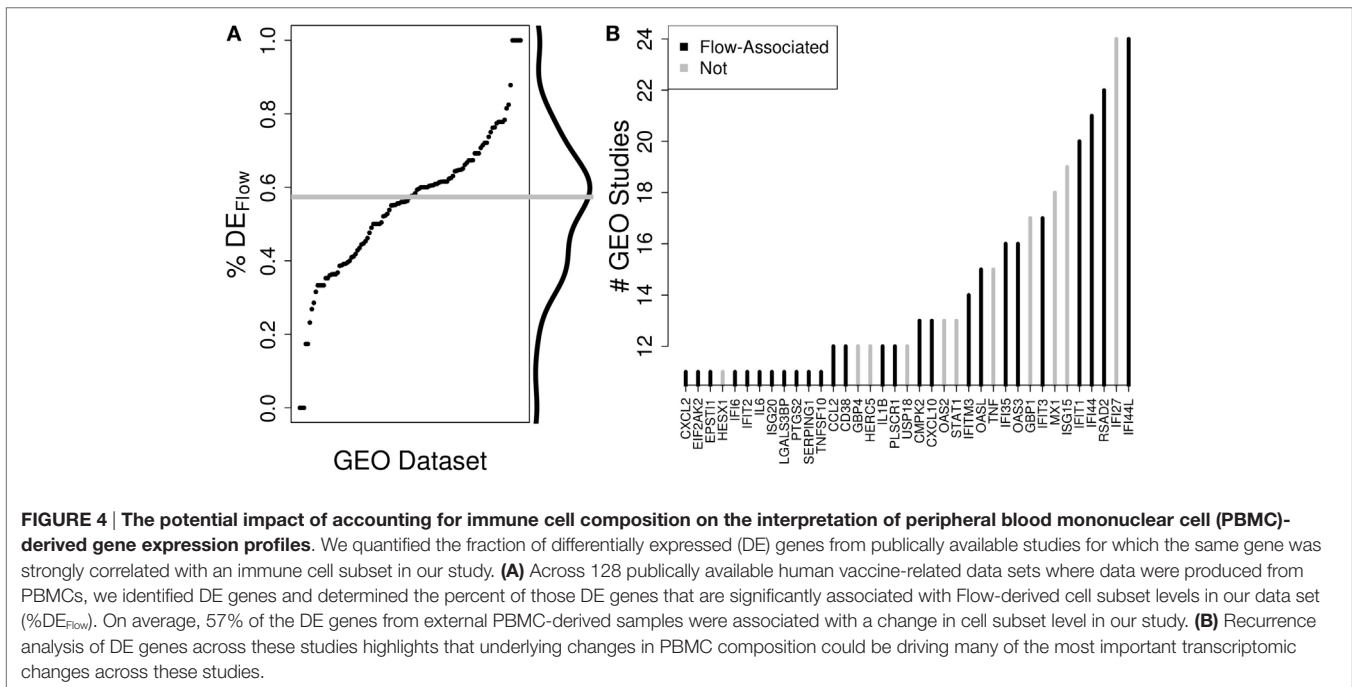 A
% DE_Flow
1.0
0.8
0.6
0.4
0.2
0.0
GEO Dataset
B
# GEO Studies
24
22
20
18
16
14
12
Flow-Associated
Not
CXCL2
EIF2AK2
EPSTI1
HESX1
IFI6
IFIT2
IL6
ISG20
LGALS3BP
PTGS2
SERPING1
TNFSF10
CCL2
CD38
GBP4
HERC5
IL1B
PLSCR1
USP18
CMPK2
CXCL10
OAS2
STAT1
IFITM3
OASL
TNF
IFI35
OAS3
GBP1
IFIT3
MX1
ISG15
IFIT1
IFI44
RSAD2
IFI27
IFI44L
FIGURE 4 | The potential impact of accounting for immune cell composition on the interpretation of peripheral blood mononuclear cell (PBMC)-
derived gene expression profiles. We quantified the fraction of differentially expressed (DE) genes from publically available studies for which the same gene was
strongly correlated with an immune cell subset in our study. (A) Across 128 publically available human vaccine-related data sets where data were produced from
PBMCs, we identified DE genes and determined the percent of those DE genes that are significantly associated with Flow-derived cell subset levels in our data set
(%DE_Flow). On average, 57% of the DE genes from external PBMC-derived samples were associated with a change in cell subset level in our study. (B) Recurrence
analysis of DE genes across these studies highlights that underlying changes in PBMC composition could be driving many of the most important transcriptomic
changes across these studies.